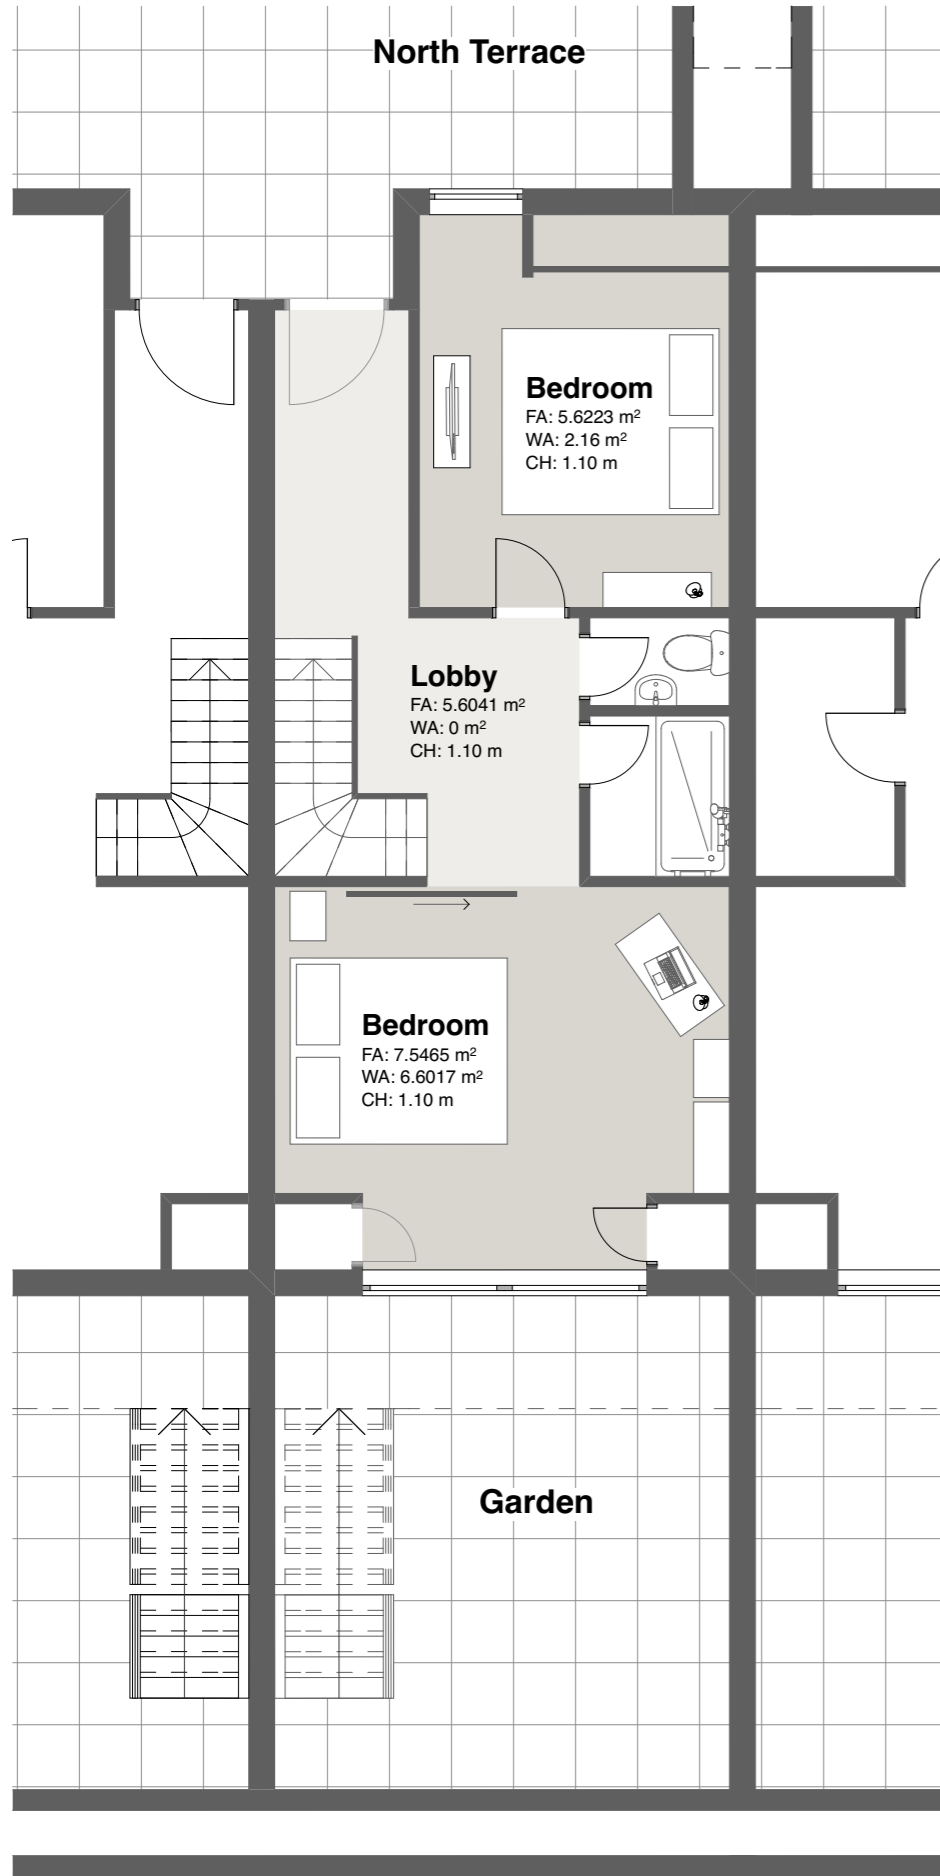 North Terrace
Bedroom
FA: 5.6223 m²
WA: 2.16 m²
CH: 1.10 m
Lobby
FA: 5.6041 m²
WA: 0 m²
CH: 1.10 m
Bedroom
FA: 7.5465 m²
WA: 6.6017 m²
CH: 1.10 m
Garden